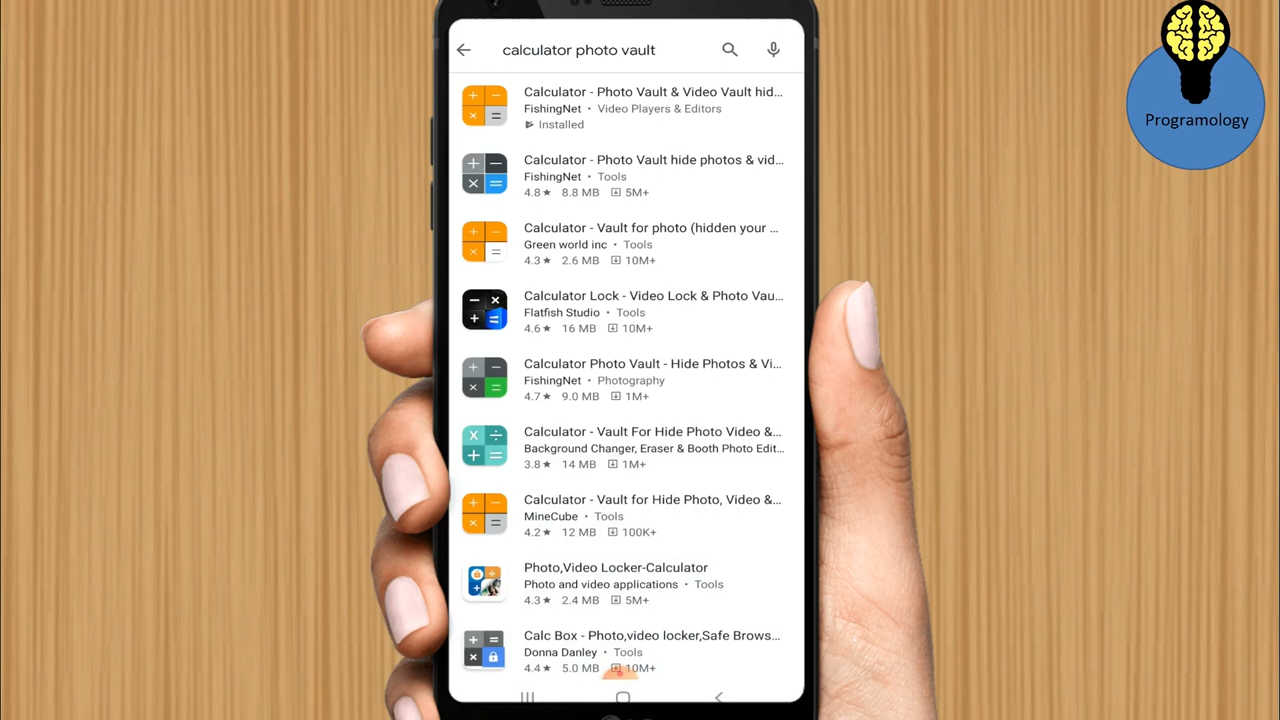 calculator photo vault
Programology
Calculator - Photo Vault & Video Vault hid...
FishingNet • Video Players & Editors
Installed
Calculator - Photo Vault hide photos & vid...
FishingNet • Tools
4.8★ 8.8 MB 5M+
Calculator - Vault for photo (hidden your ...
Green world inc • Tools
4.3★ 2.6 MB 10M+
Calculator Lock - Video Lock & Photo Vau...
Flatfish Studio • Tools
4.6★ 16 MB 10M+
Calculator Photo Vault - Hide Photos & Vi...
FishingNet • Photography
4.7★ 9.0 MB 1M+
Calculator - Vault For Hide Photo Video &...
Background Changer, Eraser & Booth Photo Edit...
3.8★ 14 MB 1M+
Calculator - Vault for Hide Photo, Video &...
MineCube • Tools
4.2★ 12 MB 100K+
Photo,Video Locker-Calculator
Photo and video applications • Tools
4.3★ 2.4 MB 5M+
Calc Box - Photo,video locker,Safe Brows...
Donna Danley • Tools
4.4★ 5.0 MB 10M+